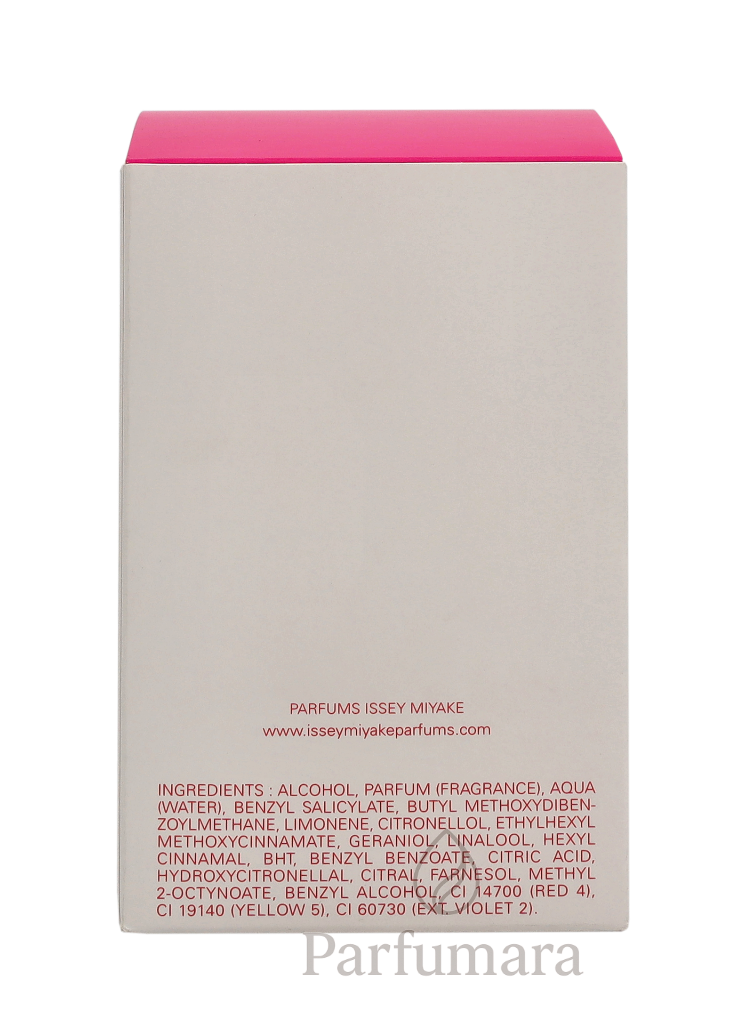 PARFUMS ISSEY MIYAKE
www.isseymiyakeparfums.com
INGREDIENTS : ALCOHOL, PARFUM (FRAGRANCE), AQUA
(WATER), BENZYL SALICYLATE, BUTYL METHOXYDIBEN-
ZOYLMETHANE, LIMONENE, CITRONELLOL, ETHYLHEXYL
METHOXYCINNAMATE, GERANIOL, LINALOOL, HEXYL
CINNAMAL, BHT, BENZYL BENZOATE, CITRIC ACID,
HYDROXYCITRONELLAL, CITRAL, FARNESOL, METHYL
2-OCTYNOATE, BENZYL ALCOHOL, CI 14700 (RED 4),
CI 19140 (YELLOW 5), CI 60730 (EXT. VIOLET 2).
Parfumara